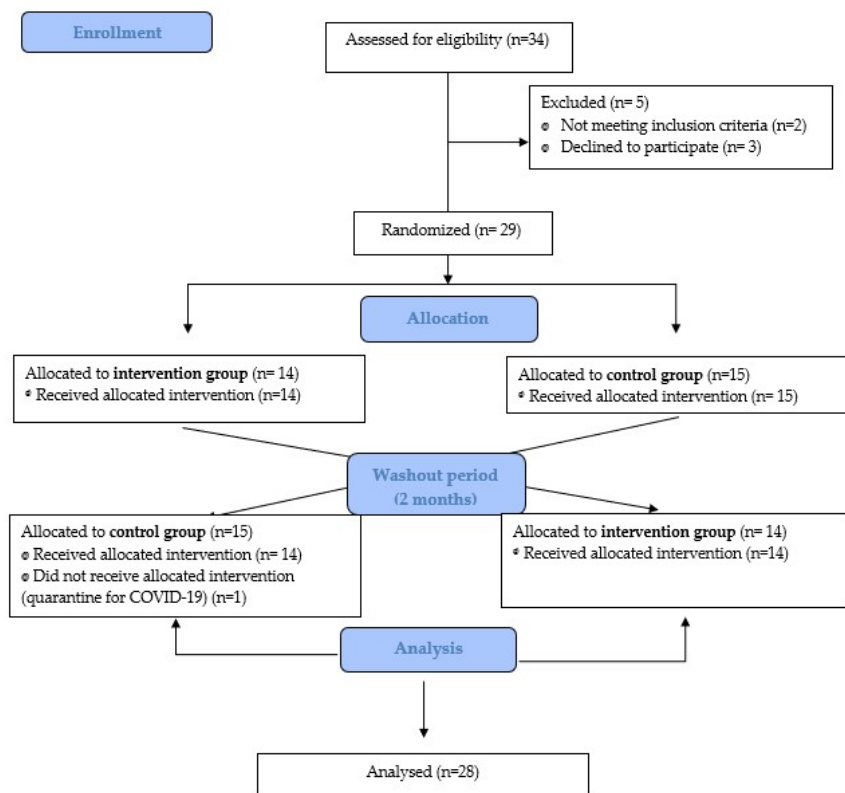 Enrollment
Assessed for eligibility (n=34)
Excluded (n= 5)
Not meeting inclusion criteria (n=2)
Declined to participate (n= 3)
Randomized (n= 29)
Allocation
Allocated to intervention group (n= 14)
Received allocated intervention (n=14)
Allocated to control group (n=15)
Received allocated intervention (n= 15)
Washout period
(2 months)
Allocated to control group (n=15)
Received allocated intervention (n= 14)
Did not receive allocated intervention
(quarantine for COVID-19) (n=1)
Allocated to intervention group (n= 14)
Received allocated intervention (n=14)
Analysis
Analysed (n=28)